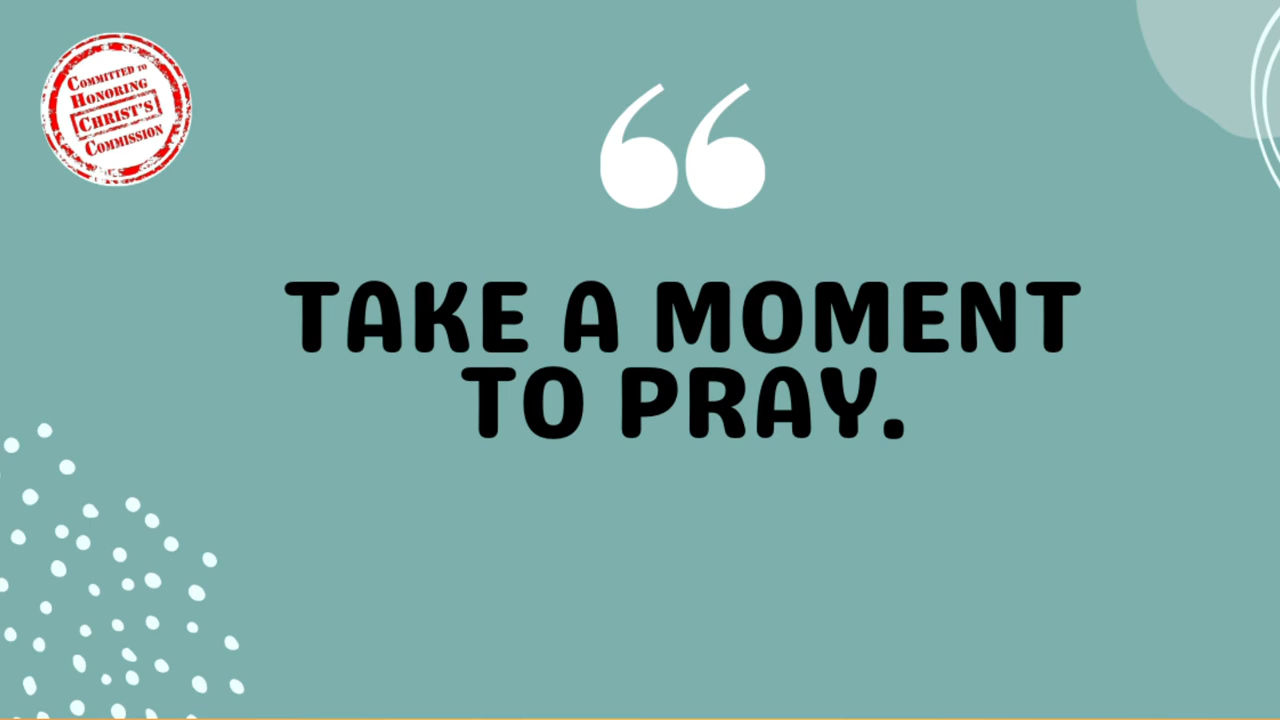 COMMITTED TO
HONORING
CHRIST'S
COMMISSION
TAKE A MOMENT
TO PRAY.